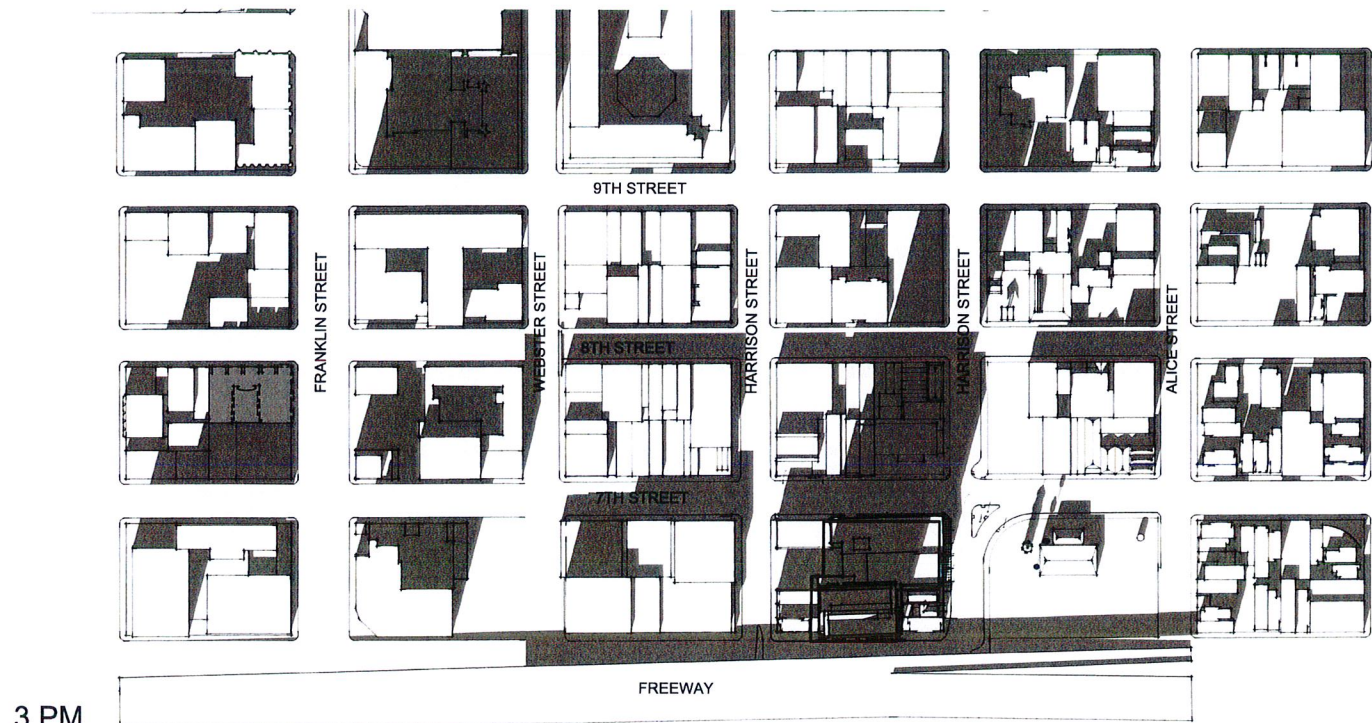 9TH STREET
FRANKLIN STREET
WEBSTER STREET
8TH STREET
HARRISON STREET
HARRISON STREET
ALICE STREET
7TH STREET
FREEWAY
3 PM